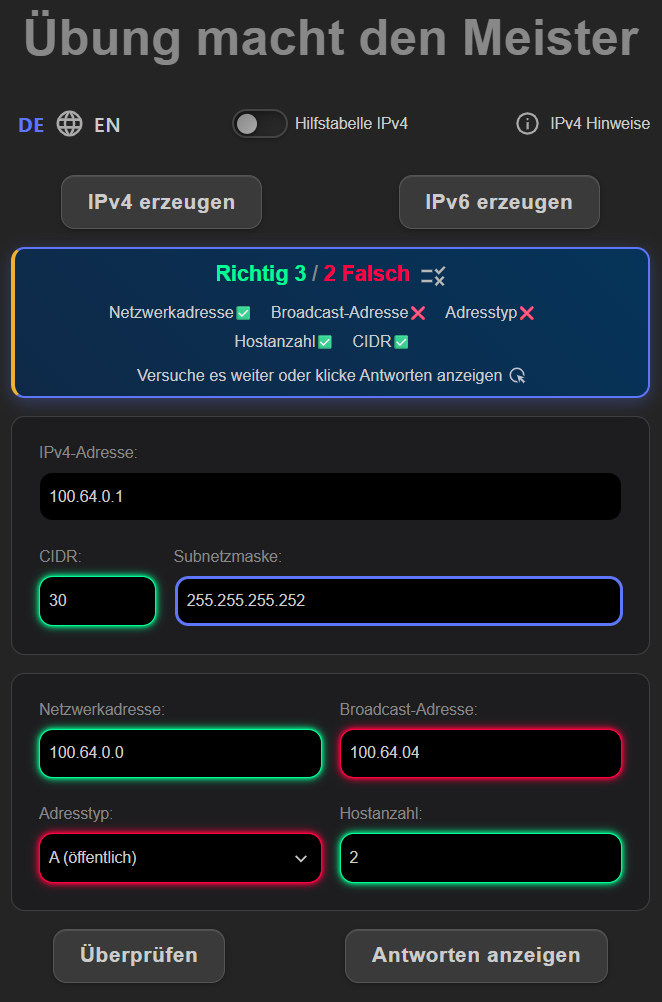 Übung macht den Meister
DE EN Hilfstabelle IPv4 IPv4 Hinweise
IPv4 erzeugen IPv6 erzeugen
Richtig 3 / 2 Falsch
Netzwerkadresse✅ Broadcast-Adresse❌ Adresstyp❌
Hostanzahl✅ CIDR✅
Versuche es weiter oder klicke Antworten anzeigen
IPv4-Adresse:
100.64.0.1
CIDR: Subnetzmaske:
30 255.255.255.252
Netzwerkadresse: Broadcast-Adresse:
100.64.0.0 100.64.04
Adresstyp: Hostanzahl:
A (öffentlich) 2
Überprüfen Antworten anzeigen